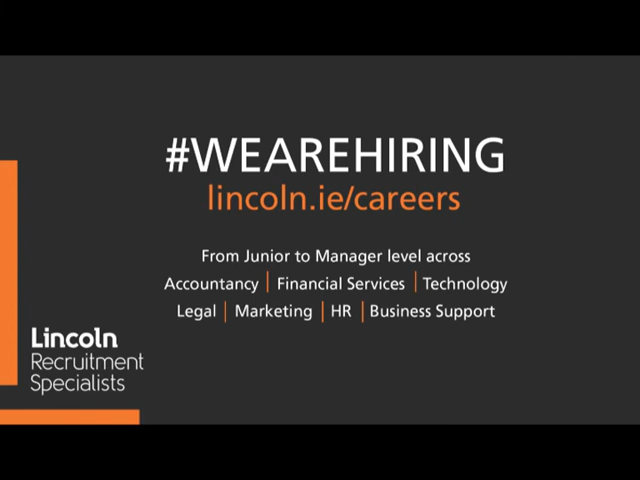 #WEAREHIRING
lincoln.ie/careers
From Junior to Manager level across
Accountancy | Financial Services | Technology
Legal | Marketing | HR | Business Support
Lincoln
Recruitment
Specialists